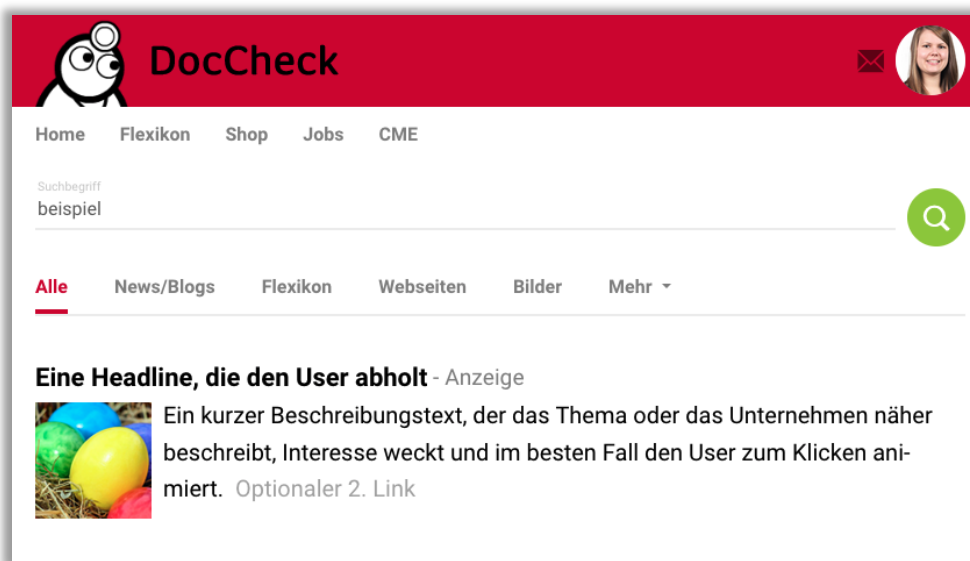 DocCheck
Home Flexikon Shop Jobs CME
Suchbegriff
beispiel
Alle News/Blogs Flexikon Webseiten Bilder Mehr
Eine Headline, die den User abholt - Anzeige
Ein kurzer Beschreibungstext, der das Thema oder das Unternehmen näher
beschreibt, Interesse weckt und im besten Fall den User zum Klicken ani-
miert. Optionaler 2. Link